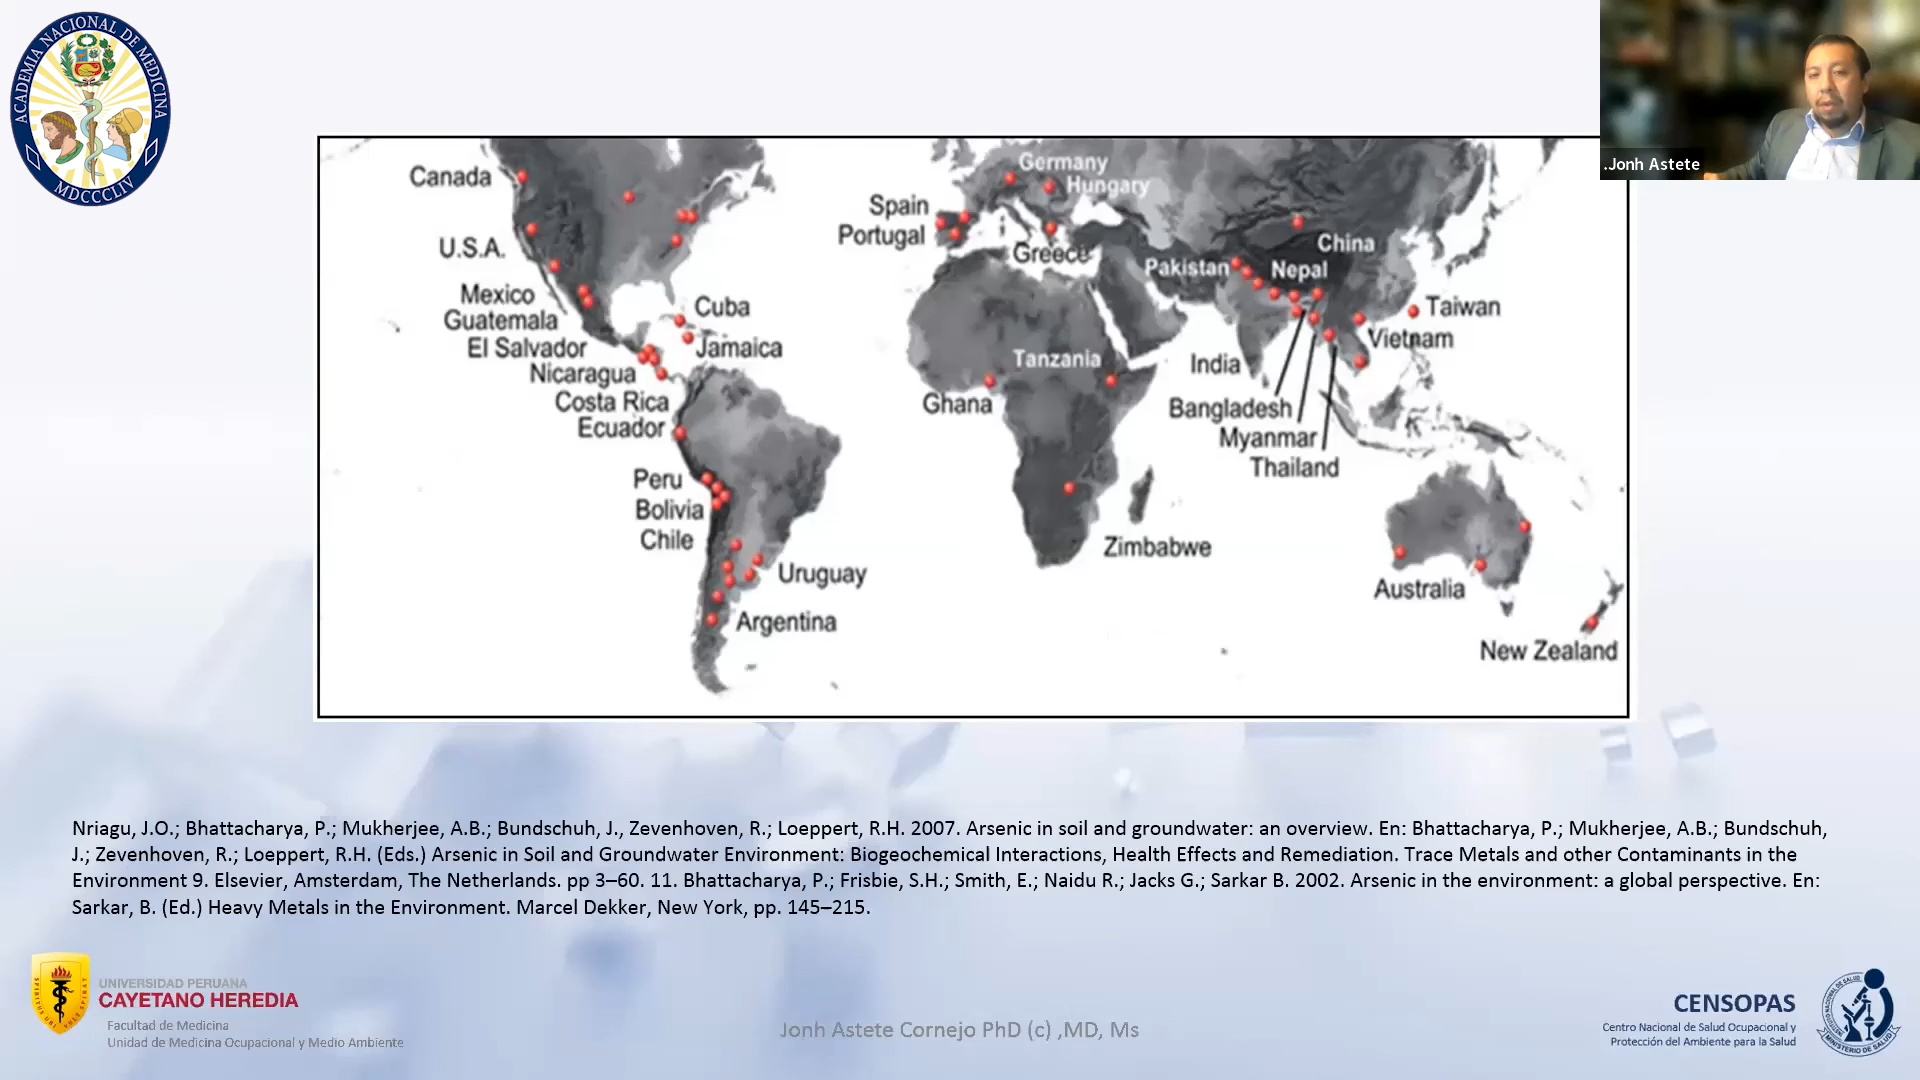 ACADEMIA NACIONAL DE MEDICINA
MDCCCLIV
.Jonh Astete
Canada
U.S.A.
Mexico
Guatemala
El Salvador
Nicaragua
Costa Rica
Ecuador
Cuba
Jamaica
Peru
Bolivia
Chile
Uruguay
Argentina
Germany
Hungary
Spain
Portugal
Greece
Tanzania
Ghana
Zimbabwe
China
Pakistan
Nepal
Taiwan
Vietnam
India
Bangladesh
Myanmar
Thailand
Australia
New Zealand
Nriagu, J.O.; Bhattacharya, P.; Mukherjee, A.B.; Bundschuh, J., Zevenhoven, R.; Loeppert, R.H. 2007. Arsenic in soil and groundwater: an overview. En: Bhattacharya, P.; Mukherjee, A.B.; Bundschuh,
J.; Zevenhoven, R.; Loeppert, R.H. (Eds.) Arsenic in Soil and Groundwater Environment: Biogeochemical Interactions, Health Effects and Remediation. Trace Metals and other Contaminants in the
Environment 9. Elsevier, Amsterdam, The Netherlands. pp 3–60. 11. Bhattacharya, P.; Frisbie, S.H.; Smith, E.; Naidu R.; Jacks G.; Sarkar B. 2002. Arsenic in the environment: a global perspective. En:
Sarkar, B. (Ed.) Heavy Metals in the Environment. Marcel Dekker, New York, pp. 145–215.
UNIVERSIDAD PERUANA
CAYETANO HEREDIA
Facultad de Medicina
Unidad de Medicina Ocupacional y Medio Ambiente
Jonh Astete Cornejo PhD (c) ,MD, Ms
CENSOPAS
Centro Nacional de Salud Ocupacional y
Protección del Ambiente para la Salud